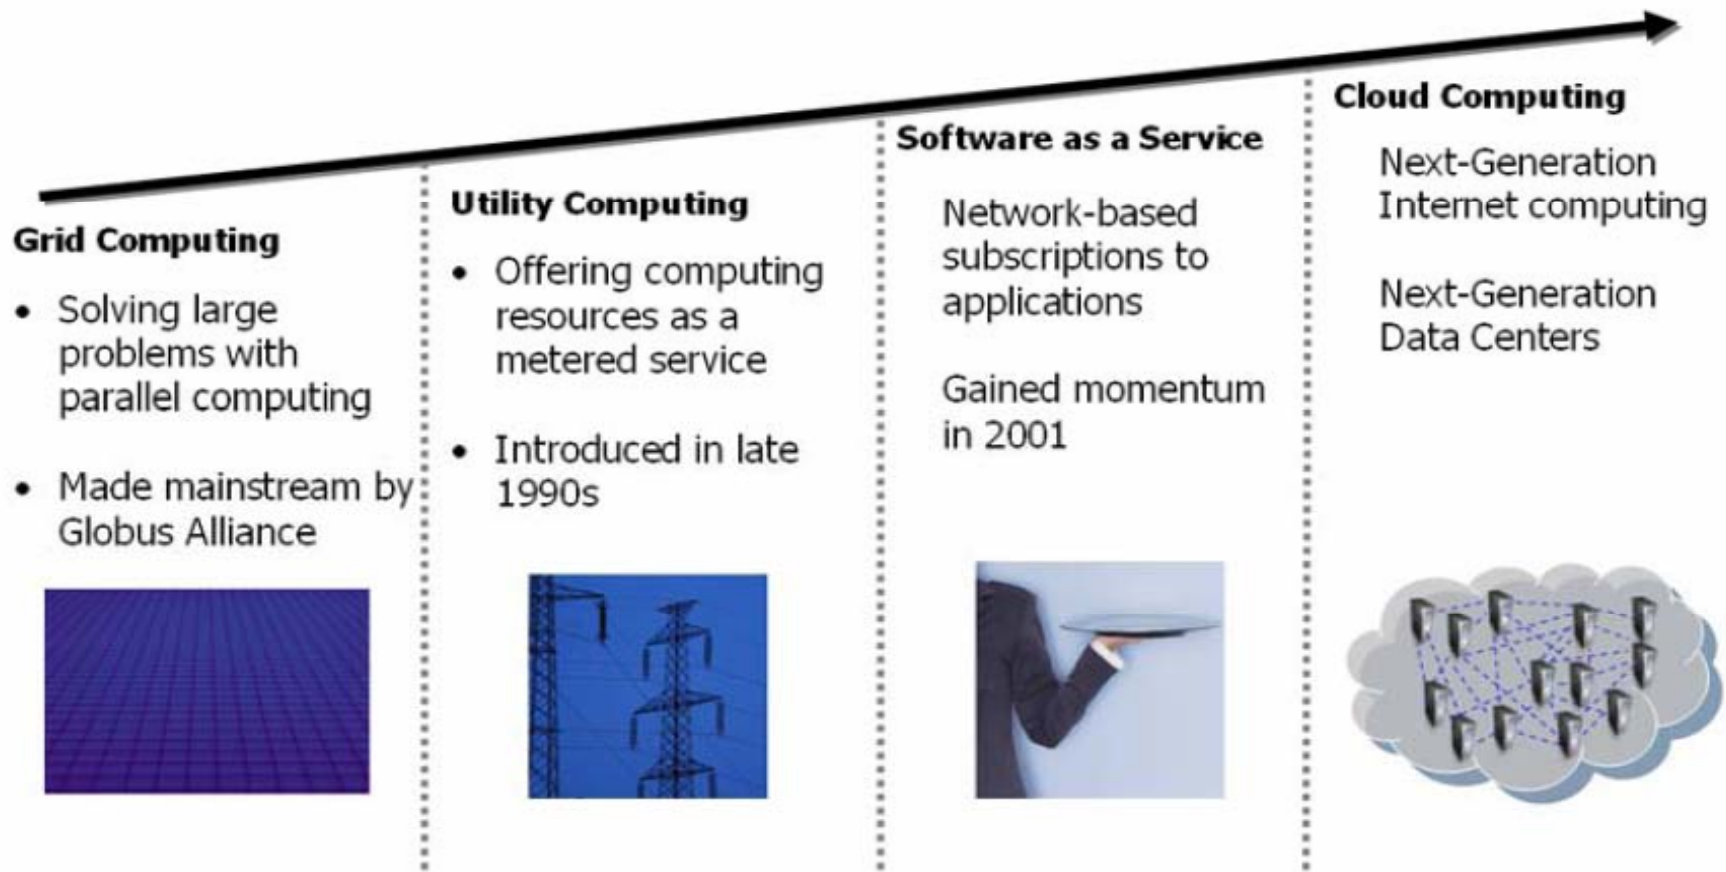 Grid Computing
• Solving large
problems with
parallel computing
• Made mainstream by
Globus Alliance
Utility Computing
• Offering computing
resources as a
metered service
• Introduced in late
1990s
Software as a Service
Network-based
subscriptions to
applications
Gained momentum
in 2001
Cloud Computing
Next-Generation
Internet computing
Next-Generation
Data Centers